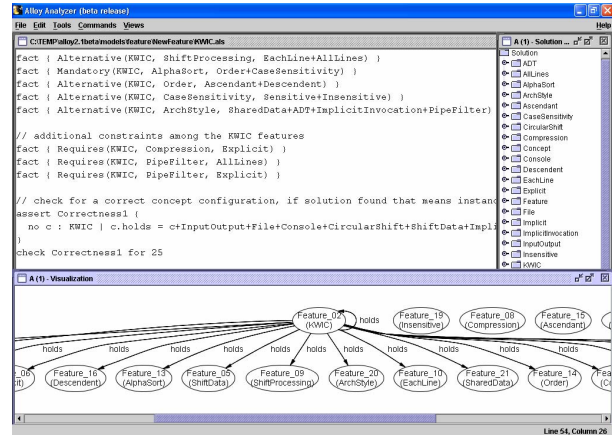 Alloy Analyzer (beta release)
File Edit Tools Commands Views Help
C:\TEMP\alloy2.1beta\models\feature\NewFeature\KWIC.als
fact { Alternative(KWIC, ShiftProcessing, EachLine+AllLines) }
fact { Mandatory(KWIC, AlphaSort, Order+CaseSensitivity) }
fact { Alternative(KWIC, Order, Ascendant+Descendent) }
fact { Alternative(KWIC, CaseSensitivity, Sensitive+Insensitive) }
fact { Alternative(KWIC, ArchStyle, SharedData+ADT+ImplicitInvocation+PipeFilter)
// additional constraints among the KWIC features
fact { Requires(KWIC, Compression, Explicit) }
fact { Requires(KWIC, PipeFilter, AllLines) }
fact { Requires(KWIC, PipeFilter, Explicit) }
// check for a correct concept configuration, if solution found that means instanc
assert Correctness1 {
no c : KWIC | c.holds = c+InputOutput+File+Console+CircularShift+ShiftData+Impli
}
check Correctness1 for 25
A (1) - Solution ...
Solution
ADT
AllLines
AlphaSort
ArchStyle
Ascendant
CaseSensitivity
CircularShift
Compression
Concept
Console
Descendent
EachLine
Explicit
Feature
File
Implicit
ImplicitInvocation
InputOutput
Insensitive
KWIC
A (1) - Visualization
Feature_02
(KWIC)
holds
Feature_19
(Insensitive)
Feature_08
(Compression)
Feature_15
(Ascendant)
holds holds holds holds holds holds holds holds holds
_06
cit)
Feature_16
(Descendent)
Feature_13
(AlphaSort)
Feature_05
(ShiftData)
Feature_09
(ShiftProcessing)
Feature_20
(ArchStyle)
Feature_10
(EachLine)
Feature_21
(SharedData)
Feature_14
(Order)
Line 54, Column 26